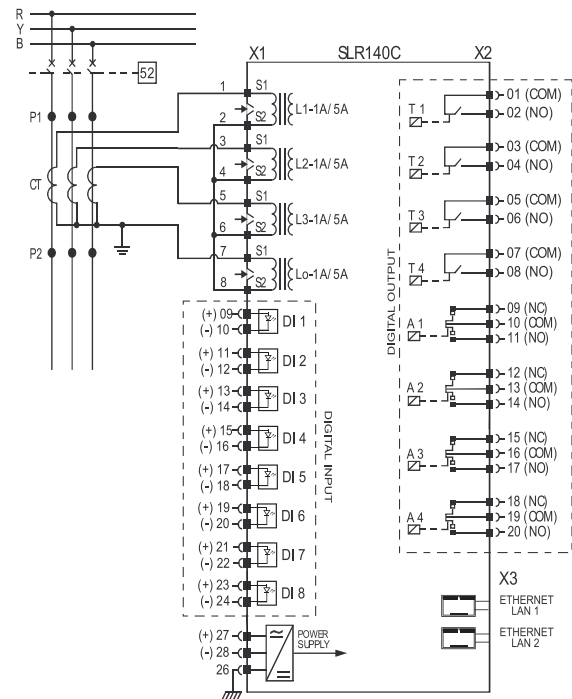 R
Y
B
52
P1
CT
P2
X1 SLR140C X2
1 S1
2 S2
L1-1A/ 5A
3 S1
4 S2
L2-1A/ 5A
5 S1
6 S2
L3-1A/ 5A
7 S1
8 S2
Lo-1A/ 5A
(+) 09
(-) 10
DI 1
(+) 11
(-) 12
DI 2
(+) 13
(-) 14
DI 3
(+) 15
(-) 16
DI 4
(+) 17
(-) 18
DI 5
(+) 19
(-) 20
DI 6
(+) 21
(-) 22
DI 7
(+) 23
(-) 24
DI 8
DIGITAL INPUT
(+) 27
(-) 28
26
POWER
SUPPLY
DIGITAL OUTPUT
T 1
01 (COM)
02 (NO)
T 2
03 (COM)
04 (NO)
T 3
05 (COM)
06 (NO)
T 4
07 (COM)
08 (NO)
A 1
09 (NC)
10 (COM)
11 (NO)
A 2
12 (NC)
13 (COM)
14 (NO)
A 3
15 (NC)
16 (COM)
17 (NO)
A 4
18 (NC)
19 (COM)
20 (NO)
X3
ETHERNET
LAN 1
ETHERNET
LAN 2